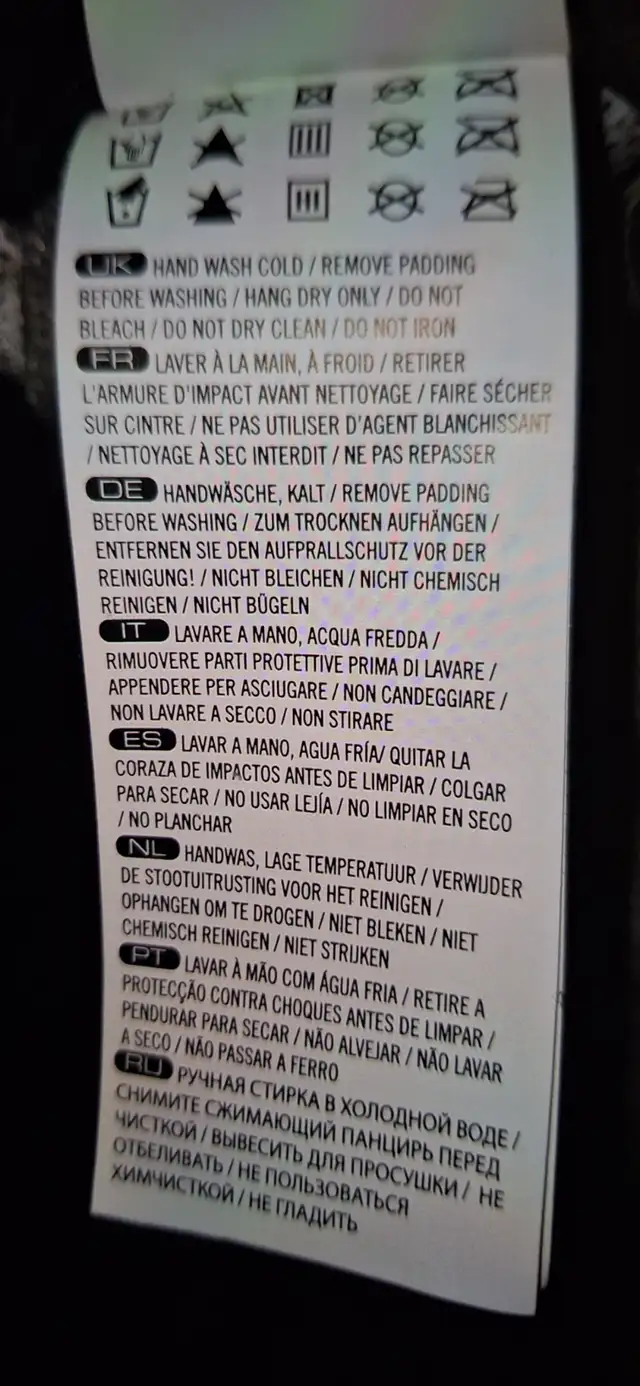 UK HAND WASH COLD / REMOVE PADDING
BEFORE WASHING / HANG DRY ONLY / DO NOT
BLEACH / DO NOT DRY CLEAN / DO NOT IRON
FR LAVER À LA MAIN, À FROID / RETIRER
L'ARMURE D'IMPACT AVANT NETTOYAGE / FAIRE SÉCHER
SUR CINTRE / NE PAS UTILISER D'AGENT BLANCHISSANT
/ NETTOYAGE À SEC INTERDIT / NE PAS REPASSER
DE HANDWÄSCHE, KALT / REMOVE PADDING
BEFORE WASHING / ZUM TROCKNEN AUFHÄNGEN /
ENTFERNEN SIE DEN AUFPRALLSCHUTZ VOR DER
REINIGUNG! / NICHT BLEICHEN / NICHT CHEMISCH
REINIGEN / NICHT BÜGELN
IT LAVARE A MANO, ACQUA FREDDA /
RIMUOVERE PARTI PROTETTIVE PRIMA DI LAVARE /
APPENDERE PER ASCIUGARE / NON CANDEGGIARE /
NON LAVARE A SECCO / NON STIRARE
ES LAVAR A MANO, AGUA FRÍA/ QUITAR LA
CORAZA DE IMPACTOS ANTES DE LIMPIAR / COLGAR
PARA SECAR / NO USAR LEJÍA / NO LIMPIAR EN SECO
/ NO PLANCHAR
NL HANDWAS, LAGE TEMPERATUUR / VERWIJDER
DE STOOTUITRUSTING VOOR HET REINIGEN /
OPHANGEN OM TE DROGEN / NIET BLEKEN / NIET
CHEMISCH REINIGEN / NIET STRIJKEN
PT LAVAR À MÃO COM ÁGUA FRIA / RETIRE A
PROTECÇÃO CONTRA CHOQUES ANTES DE LIMPAR /
PENDURAR PARA SECAR / NÃO ALVEJAR / NÃO LAVAR
A SECO / NÃO PASSAR A FERRO
RU РУЧНАЯ СТИРКА В ХОЛОДНОЙ ВОДЕ /
СНИМИТЕ СЖИМАЮЩИЙ ПАНЦИРЬ ПЕРЕД
ЧИСТКОЙ / ВЫВЕСИТЬ ДЛЯ ПРОСУШКИ / НЕ
ОТБЕЛИВАТЬ / НЕ ПОЛЬЗОВАТЬСЯ
ХИМЧИСТКОЙ / НЕ ГЛАДИТЬ